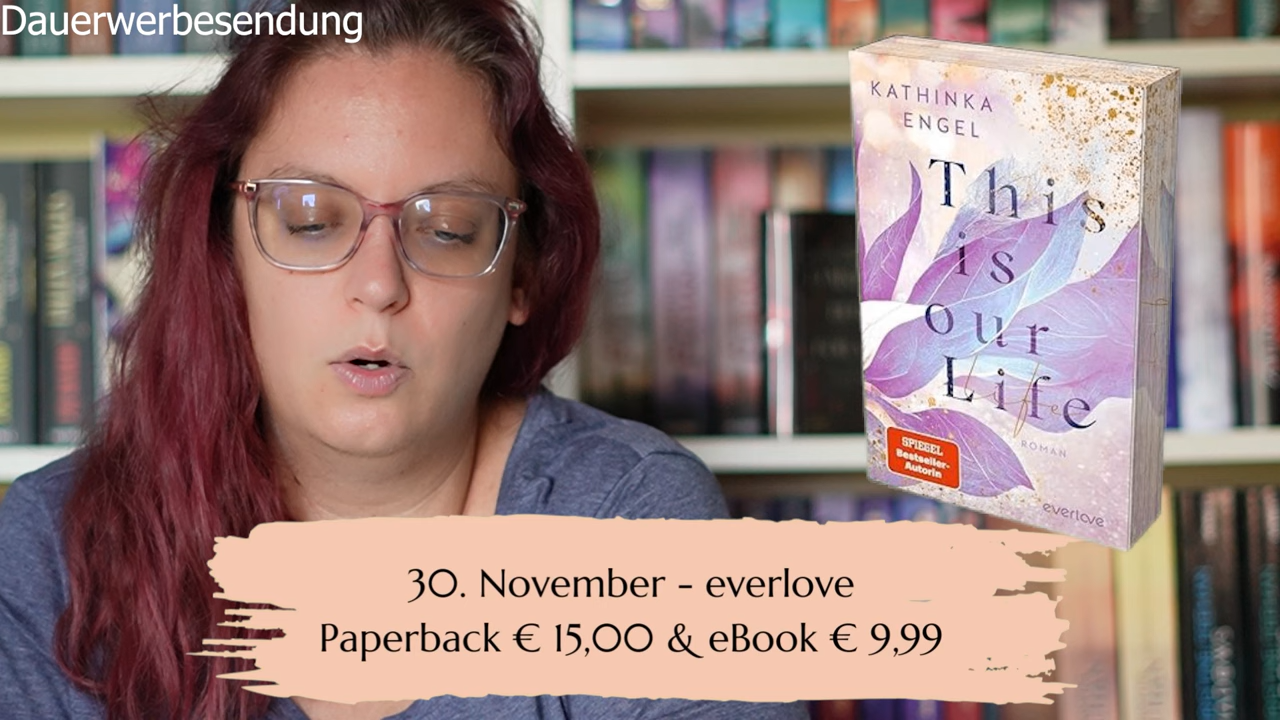 Dauerwerbesendung
KATHINKA
ENGEL
This
is
our
Life
ROMAN
SPIEGEL
Bestseller-
Autorin
everlove
30. November - everlove
Paperback € 15,00 & eBook € 9,99